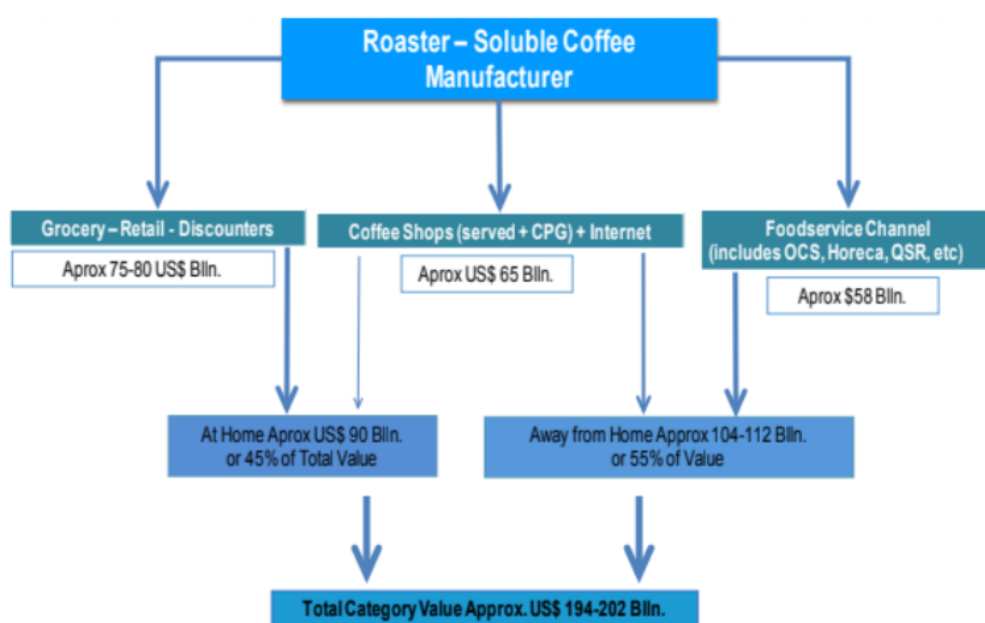 Roaster – Soluble Coffee
Manufacturer
Grocery – Retail - Discounters
Aprox 75-80 US$ Blln.
Coffee Shops (served + CPG) + Internet
Aprox US$ 65 Bln.
Foodservice Channel
(includes OCS, Horeca, QSR, etc)
Aprox $58 Blln.
At Home Aprox US$ 90 Blln.
or 45% of Total Value
Away from Home Approx 104-112 Blln.
or 55% of Value
Total Category Value Approx. US$ 194-202 Blln.